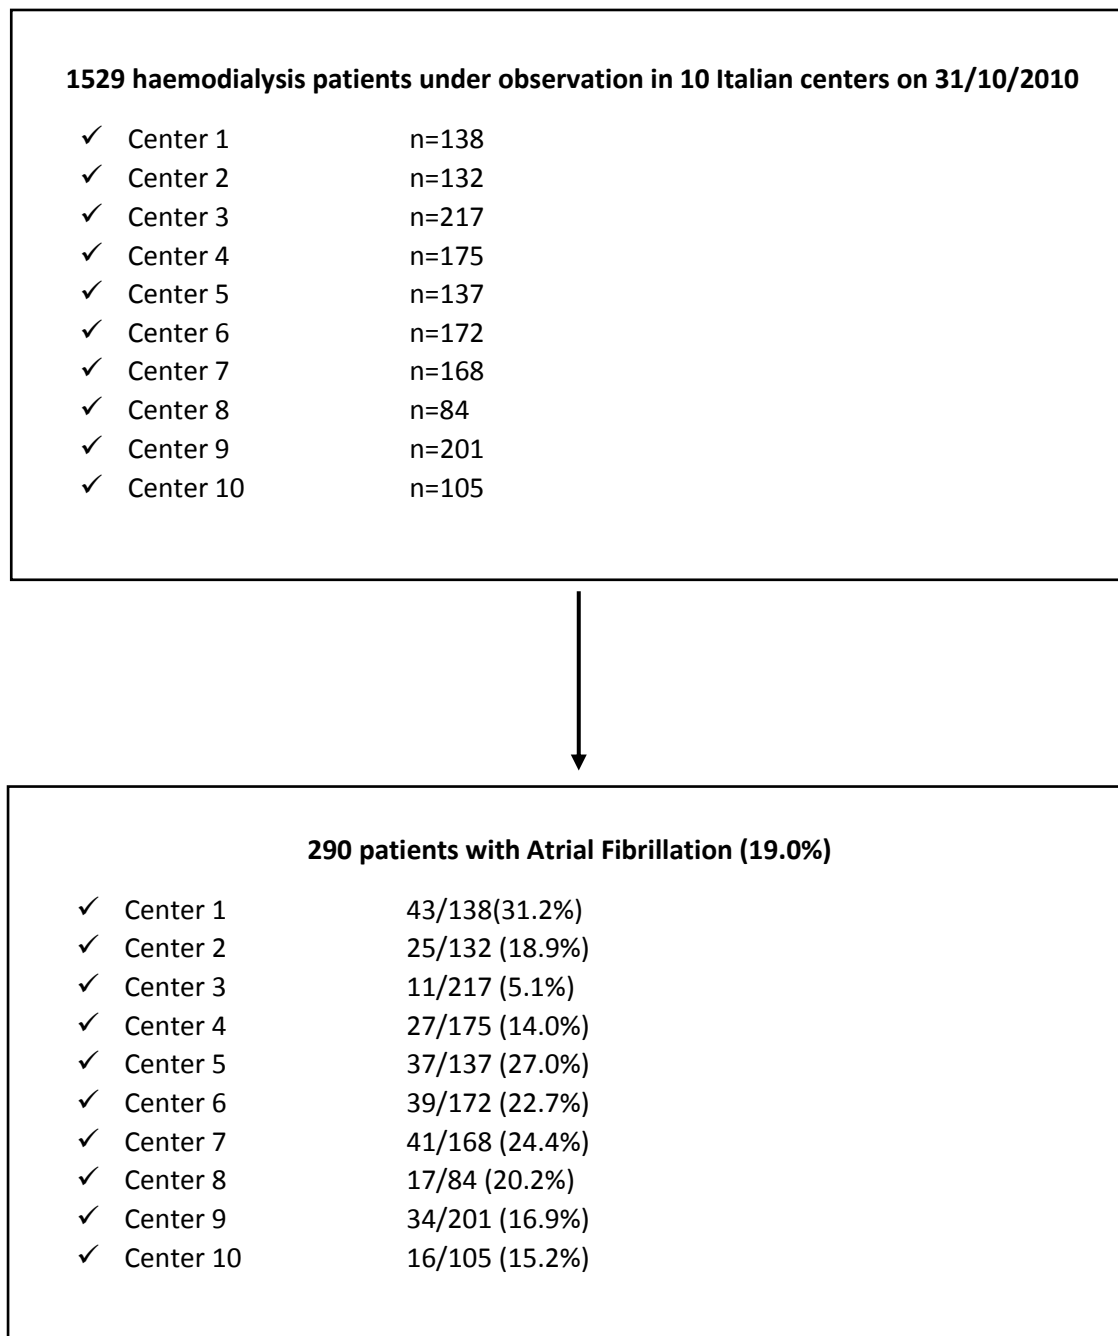 1529 haemodialysis patients under observation in 10 Italian centers on 31/10/2010
✓ Center 1 n=138
✓ Center 2 n=132
✓ Center 3 n=217
✓ Center 4 n=175
✓ Center 5 n=137
✓ Center 6 n=172
✓ Center 7 n=168
✓ Center 8 n=84
✓ Center 9 n=201
✓ Center 10 n=105
290 patients with Atrial Fibrillation (19.0%)
✓ Center 1 43/138(31.2%)
✓ Center 2 25/132 (18.9%)
✓ Center 3 11/217 (5.1%)
✓ Center 4 27/175 (14.0%)
✓ Center 5 37/137 (27.0%)
✓ Center 6 39/172 (22.7%)
✓ Center 7 41/168 (24.4%)
✓ Center 8 17/84 (20.2%)
✓ Center 9 34/201 (16.9%)
✓ Center 10 16/105 (15.2%)